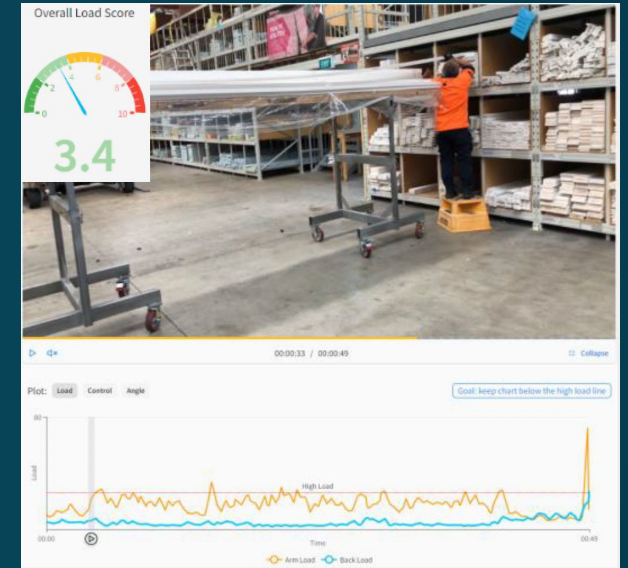 Overall Load Score
2
4
6
8
0
10
3.4
00:00:33 / 00:00:49
Collapse
Plot: Load Control Angle
Goal: keep chart below the high load line
80
Load
High Load
00:00
Time
00:49
Arm Load Back Load